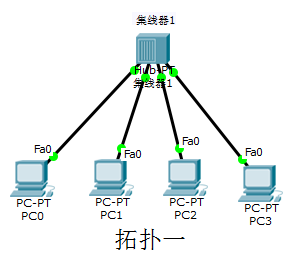 集线器1
Hub-PT
集线器1
Fa0
Fa0
Fa0
Fa0
PC-PT
PC0
PC-PT
PC1
PC-PT
PC2
PC-PT
PC3
拓扑一